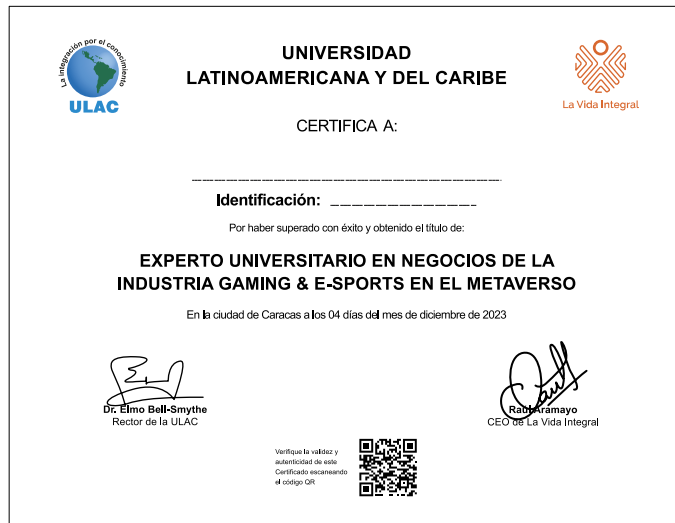 La integración por el conocimiento
ULAC
UNIVERSIDAD
LATINOAMERICANA Y DEL CARIBE
La Vida Integral
CERTIFICA A:
Identificación:
Por haber superado con éxito y obtenido el título de:
EXPERTO UNIVERSITARIO EN NEGOCIOS DE LA
INDUSTRIA GAMING & E-SPORTS EN EL METAVERSO
En la ciudad de Caracas a los 04 días del mes de diciembre de 2023
Dr. Elmo Bell-Smythe
Rector de la ULAC
Raúl Aramayo
CEO de La Vida Integral
Verifique la validez y
autenticidad de este
Certificado escaneando
el código QR